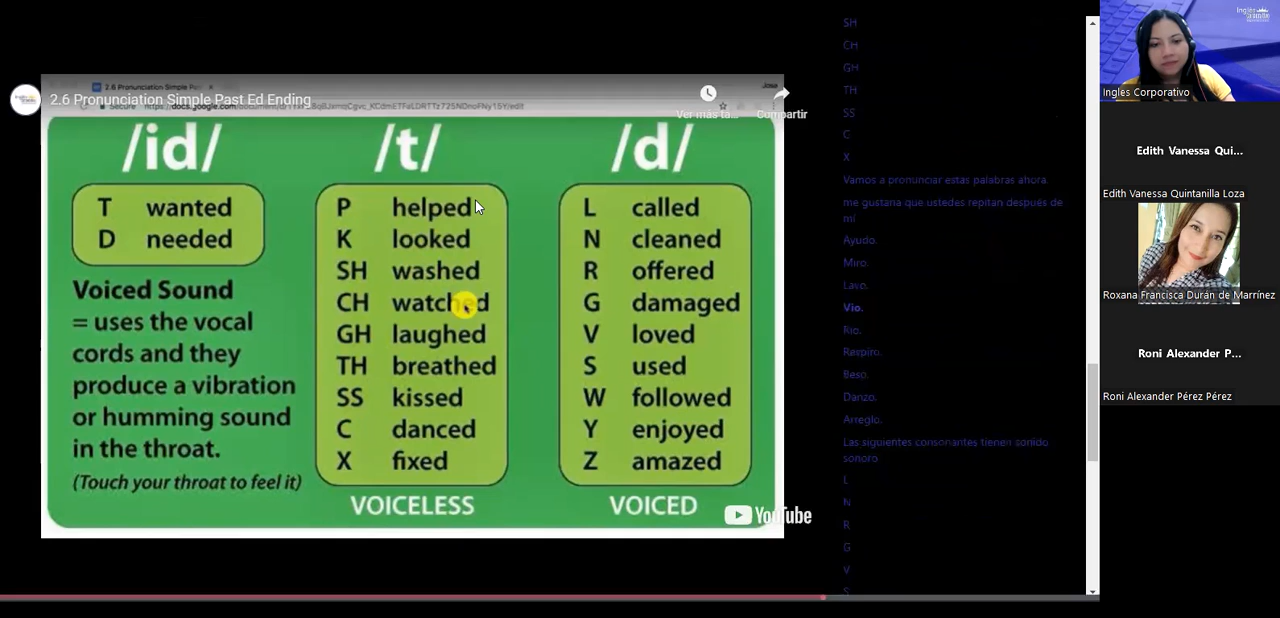 2.6 Pronunciation Simple Past Ed Ending
Ver más ta...
Compartir
/id/
T wanted
D needed
Voiced Sound
= uses the vocal
cords and they
produce a vibration
or humming sound
in the throat.
(Touch your throat to feel it)
/t/
P helped
K looked
SH washed
CH watched
GH laughed
TH breathed
SS kissed
C danced
X fixed
VOICELESS
/d/
L called
N cleaned
R offered
G damaged
V loved
S used
W followed
Y enjoyed
Z amazed
VOICED
YouTube
SH
CH
GH
TH
SS
C
X
Vamos a pronunciar estas palabras ahora.
me gustaria que ustedes repitan después de
mí
Ayudo.
Miro.
Lavo.
Vio.
Rio.
Respiro.
Beso.
Danzo.
Arreglo.
Las siguientes consonantes tienen sonido
sonoro
L
N
R
G
V
S
Ingles Corporativo
Edith Vanessa Qui...
Edith Vanessa Quintanilla Loza
Roxana Francisca Durán de Marrínez
Roni Alexander P...
Roni Alexander Pérez Pérez